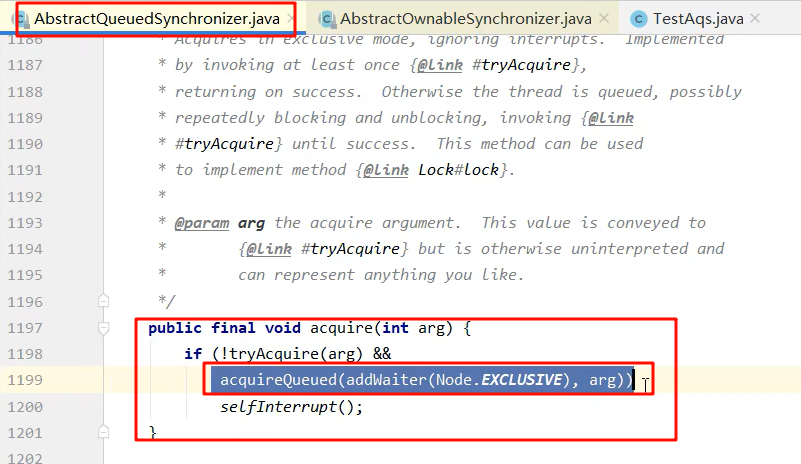 AbstractQueuedSynchronizer.java
AbstractOwnableSynchronizer.java
TestAqs.java
1186 * Acquires in exclusive mode, ignoring interrupts.  Implemented
1187 * by invoking at least once {@link #tryAcquire},
1188 * returning on success.  Otherwise the thread is queued, possibly
1189 * repeatedly blocking and unblocking, invoking {@link
1190 * #tryAcquire} until success.  This method can be used
1191 * to implement method {@link Lock#lock}.
1192 *
1193 * @param arg the acquire argument.  This value is conveyed to
1194 *        {@link #tryAcquire} but is otherwise uninterpreted and
1195 *        can represent anything you like.
1196 */
1197 public final void acquire(int arg) {
1198 if (!tryAcquire(arg) &&
1199 acquireQueued(addWaiter(Node.EXCLUSIVE), arg))
1200 selfInterrupt();
1201 }
1202